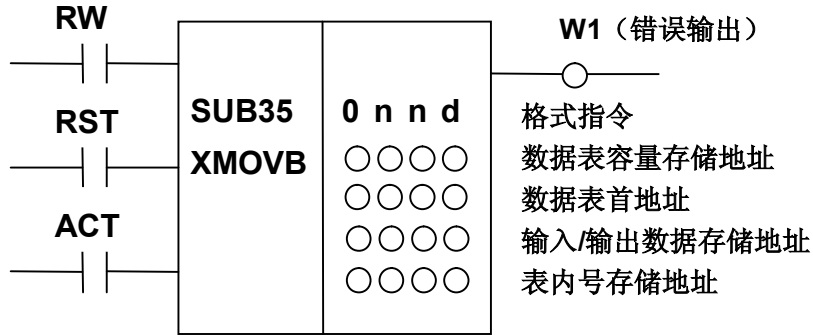 RW
W1（错误输出）
RST
SUB35
0 n n d
格式指令
XMOVB
○○○○
数据表容量存储地址
○○○○
数据表首地址
ACT
○○○○
输入/输出数据存储地址
○○○○
表内号存储地址